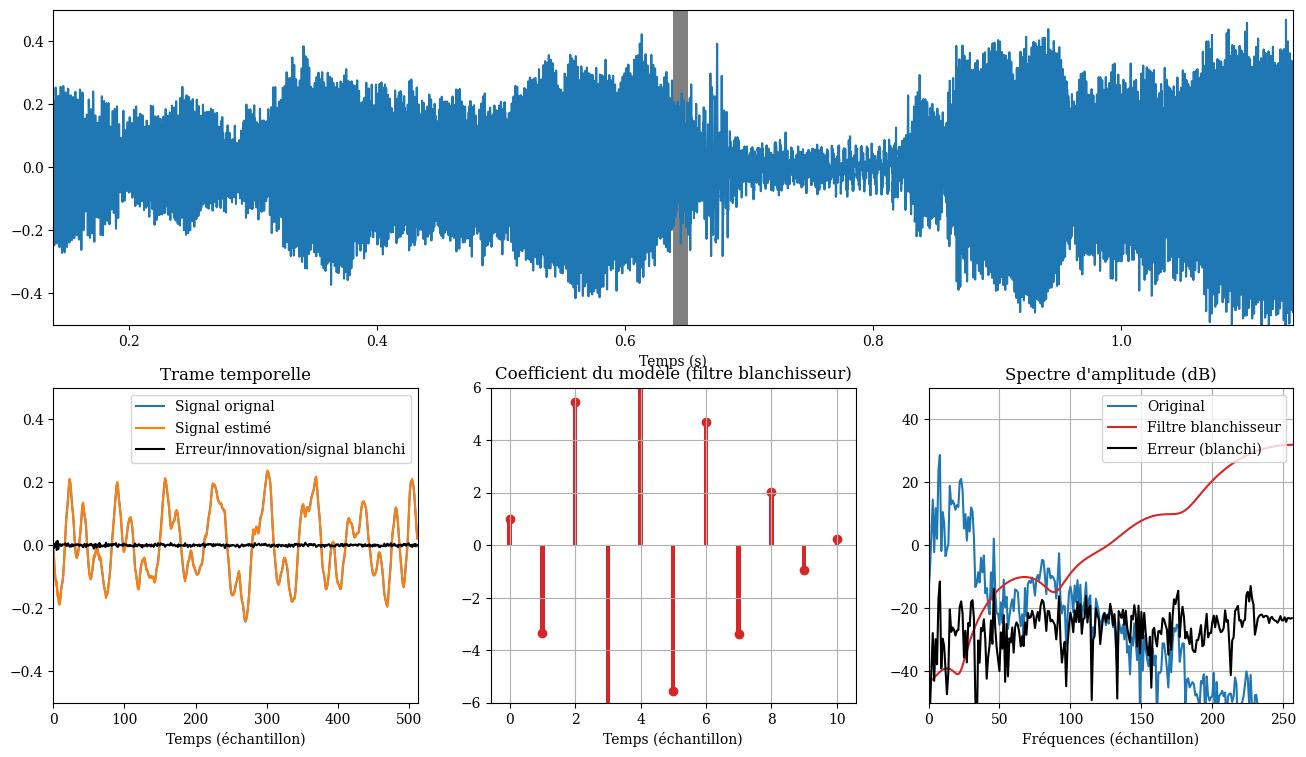 0.4
0.2
0.0
−0.2
−0.4
0.2 0.4 0.6 0.8 1.0
Temps (s)
Trame temporelle
Signal orignal
Signal estimé
Erreur/innovation/signal blanchi
0.4
0.2
0.0
−0.2
−0.4
0 100 200 300 400 500
Temps (échantillon)
Coefficient du modèle (filtre blanchisseur)
6
4
2
0
−2
−4
−6
0 2 4 6 8 10
Temps (échantillon)
Spectre d'amplitude (dB)
Original
Filtre blanchisseur
Erreur (blanchi)
40
20
0
−20
−40
0 50 100 150 200 250
Fréquences (échantillon)